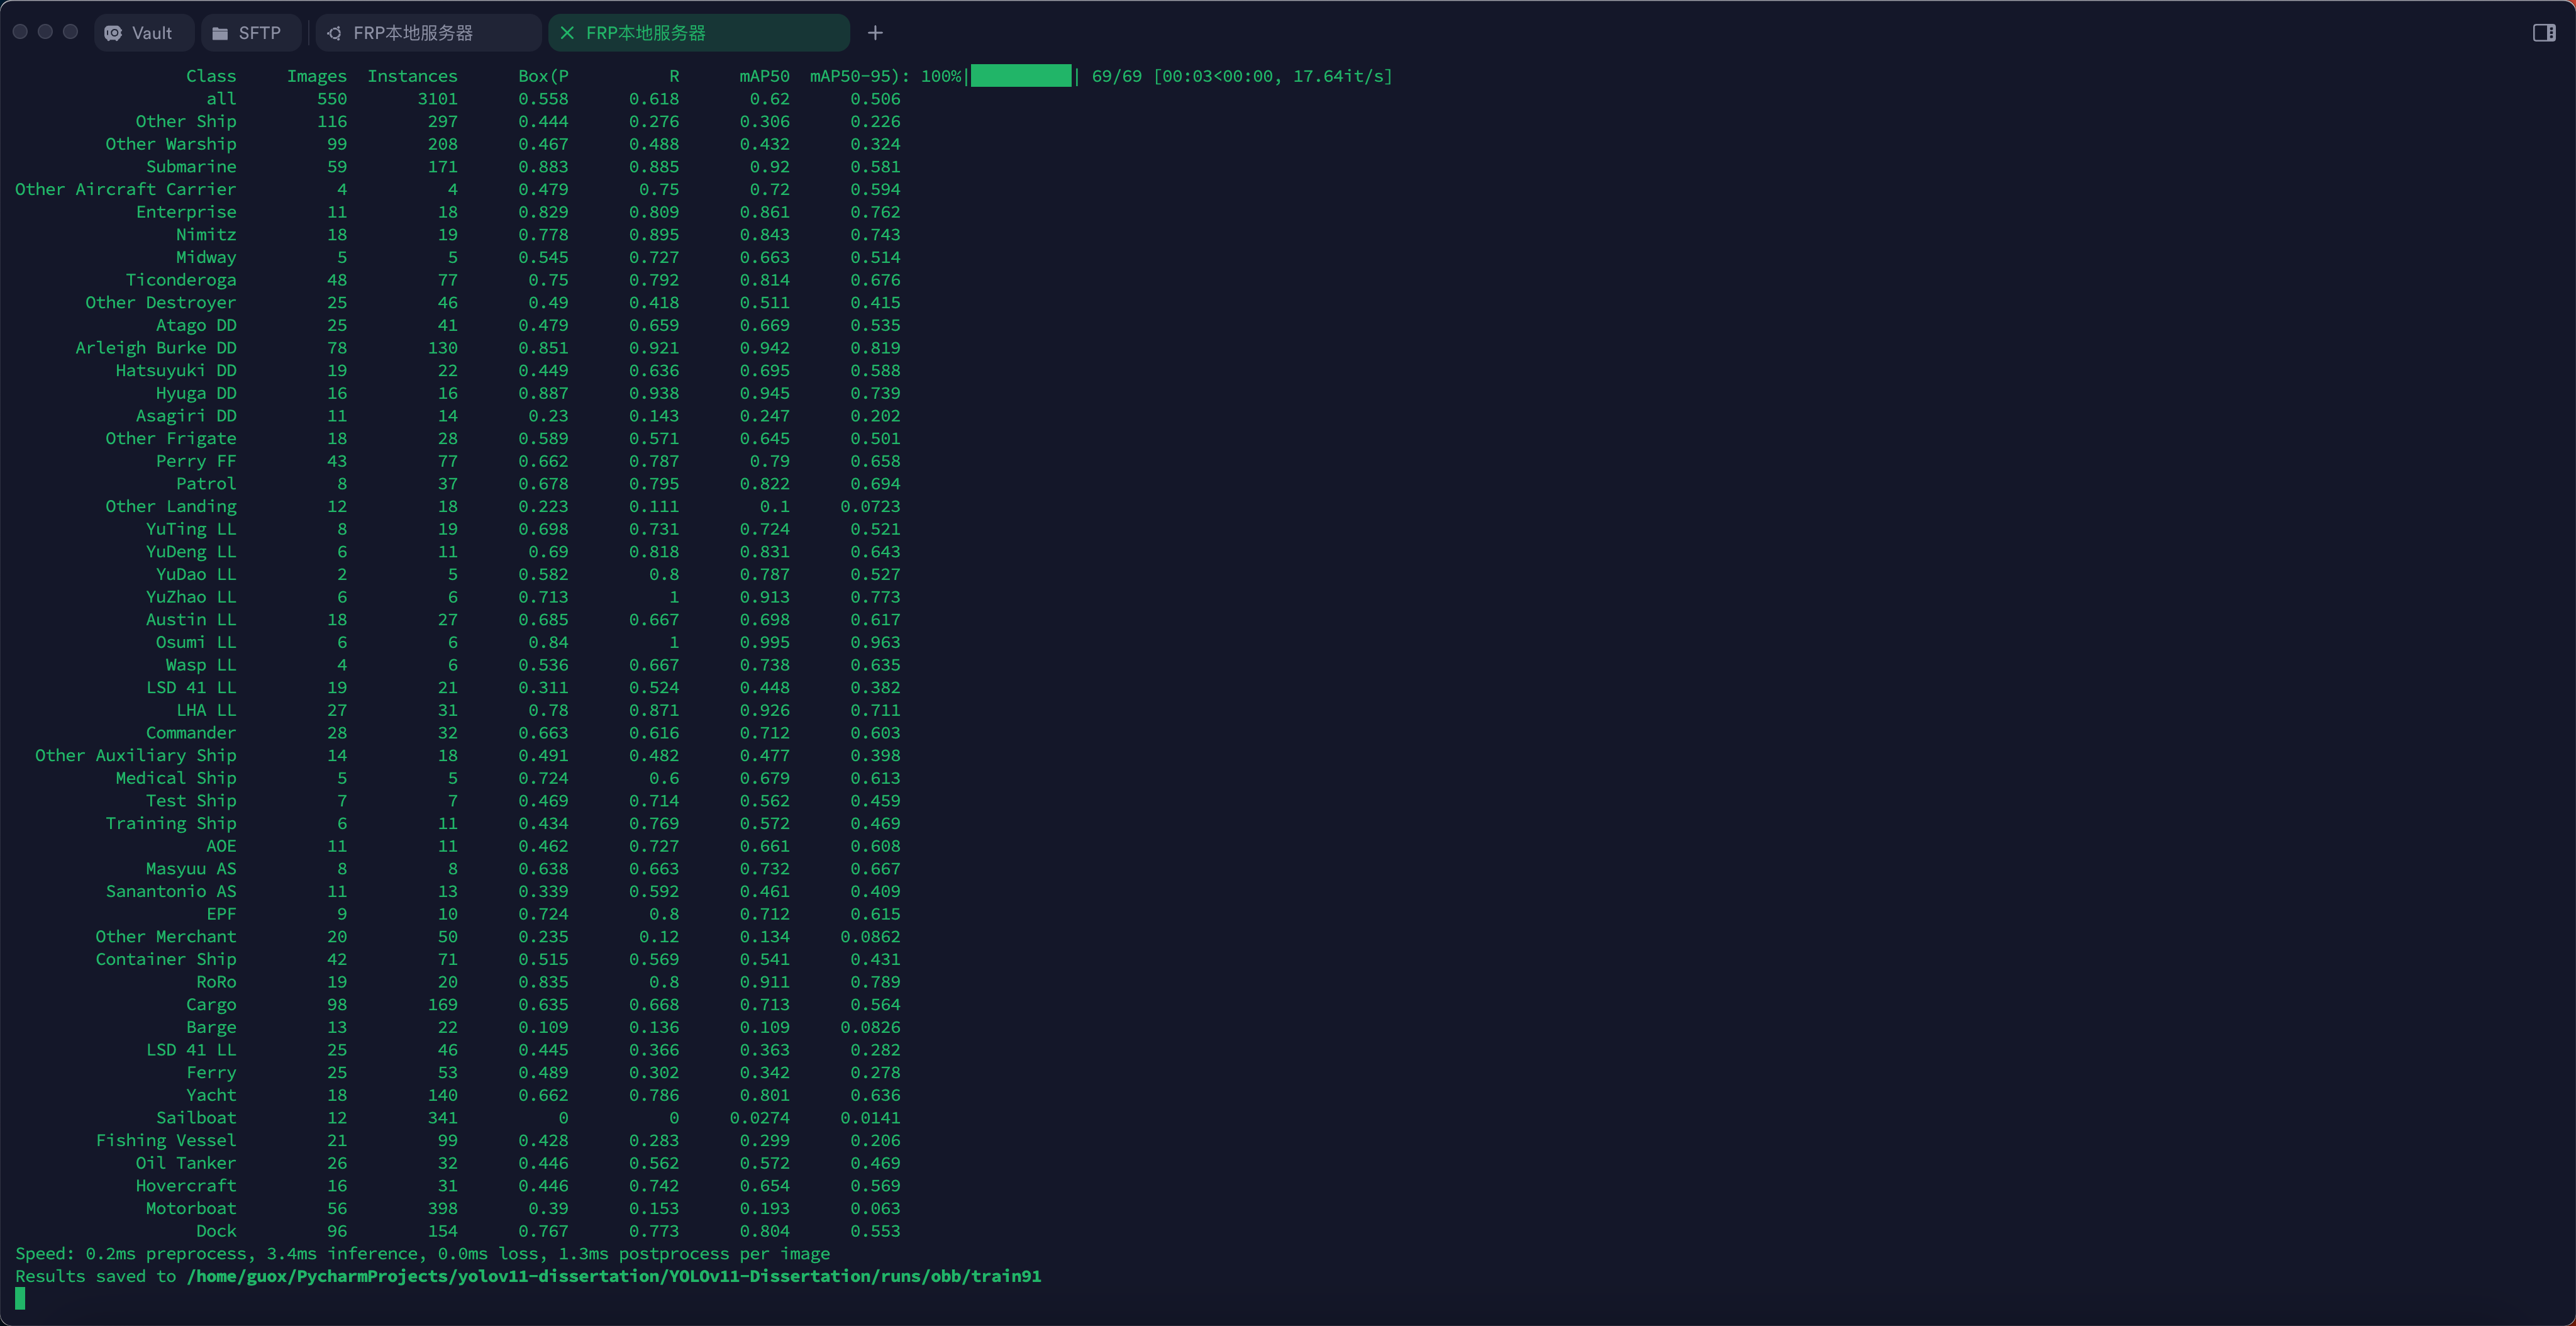 Vault SFTP FRP本地服务器 FRP本地服务器
Class Images Instances Box(P R mAP50 mAP50-95): 100%| | 69/69 [00:03<00:00, 17.64it/s]
all 550 3101 0.558 0.618 0.62 0.506
Other Ship 116 297 0.444 0.276 0.306 0.226
Other Warship 99 208 0.467 0.488 0.432 0.324
Submarine 59 171 0.883 0.885 0.92 0.581
Other Aircraft Carrier 4 4 0.479 0.75 0.72 0.594
Enterprise 11 18 0.829 0.809 0.861 0.762
Nimitz 18 19 0.778 0.895 0.843 0.743
Midway 5 5 0.545 0.727 0.663 0.514
Ticonderoga 48 77 0.75 0.792 0.814 0.676
Other Destroyer 25 46 0.49 0.418 0.511 0.415
Atago DD 25 41 0.479 0.659 0.669 0.535
Arleigh Burke DD 78 130 0.851 0.921 0.942 0.819
Hatsuyuki DD 19 22 0.449 0.636 0.695 0.588
Hyuga DD 16 16 0.887 0.938 0.945 0.739
Asagiri DD 11 14 0.23 0.143 0.247 0.202
Other Frigate 18 28 0.589 0.571 0.645 0.501
Perry FF 43 77 0.662 0.787 0.79 0.658
Patrol 8 37 0.678 0.795 0.822 0.694
Other Landing 12 18 0.223 0.111 0.1 0.0723
YuTing LL 8 19 0.698 0.731 0.724 0.521
YuDeng LL 6 11 0.69 0.818 0.831 0.643
YuDao LL 2 5 0.582 0.8 0.787 0.527
YuZhao LL 6 6 0.713 1 0.913 0.773
Austin LL 18 27 0.685 0.667 0.698 0.617
Osumi LL 6 6 0.84 1 0.995 0.963
Wasp LL 4 6 0.536 0.667 0.738 0.635
LSD 41 LL 19 21 0.311 0.524 0.448 0.382
LHA LL 27 31 0.78 0.871 0.926 0.711
Commander 28 32 0.663 0.616 0.712 0.603
Other Auxiliary Ship 14 18 0.491 0.482 0.477 0.398
Medical Ship 5 5 0.724 0.6 0.679 0.613
Test Ship 7 7 0.469 0.714 0.562 0.459
Training Ship 6 11 0.434 0.769 0.572 0.469
AOE 11 11 0.462 0.727 0.661 0.608
Masyuu AS 8 8 0.638 0.663 0.732 0.667
Sanantonio AS 11 13 0.339 0.592 0.461 0.409
EPF 9 10 0.724 0.8 0.712 0.615
Other Merchant 20 50 0.235 0.12 0.134 0.0862
Container Ship 42 71 0.515 0.569 0.541 0.431
RoRo 19 20 0.835 0.8 0.911 0.789
Cargo 98 169 0.635 0.668 0.713 0.564
Barge 13 22 0.109 0.136 0.109 0.0826
LSD 41 LL 25 46 0.445 0.366 0.363 0.282
Ferry 25 53 0.489 0.302 0.342 0.278
Yacht 18 140 0.662 0.786 0.801 0.636
Sailboat 12 341 0 0 0.0274 0.0141
Fishing Vessel 21 99 0.428 0.283 0.299 0.206
Oil Tanker 26 32 0.446 0.562 0.572 0.469
Hovercraft 16 31 0.446 0.742 0.654 0.569
Motorboat 56 398 0.39 0.153 0.193 0.063
Dock 96 154 0.767 0.773 0.804 0.553
Speed: 0.2ms preprocess, 3.4ms inference, 0.0ms loss, 1.3ms postprocess per image
Results saved to /home/guox/PycharmProjects/yolov11-dissertation/YOLOv11-Dissertation/runs/obb/train91